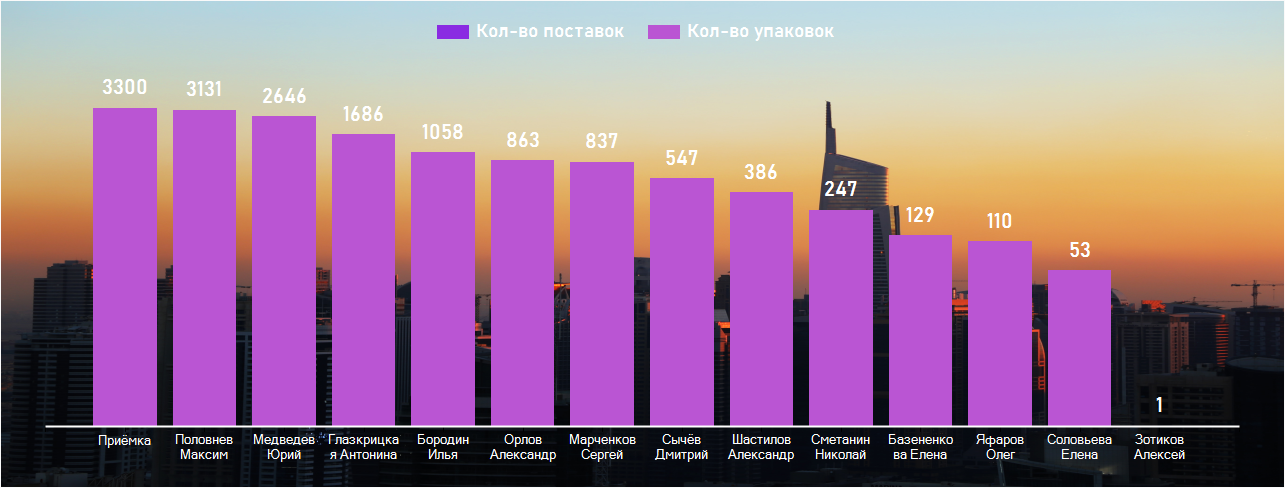 Кол-во поставок Кол-во упаковок
3300 3131 2646 1686 1058 863 837 547 386 247 129 110 53 1
Приёмка Половнев Медведев Глазкрицка Бородин Орлов Марченков Сычёв Шастилов Сметанин Базененко Яфаров Соловьева Зотиков
Максим Юрий я Антонина Илья Александр Сергей Дмитрий Александр Николай ва Елена Олег Елена Алексей